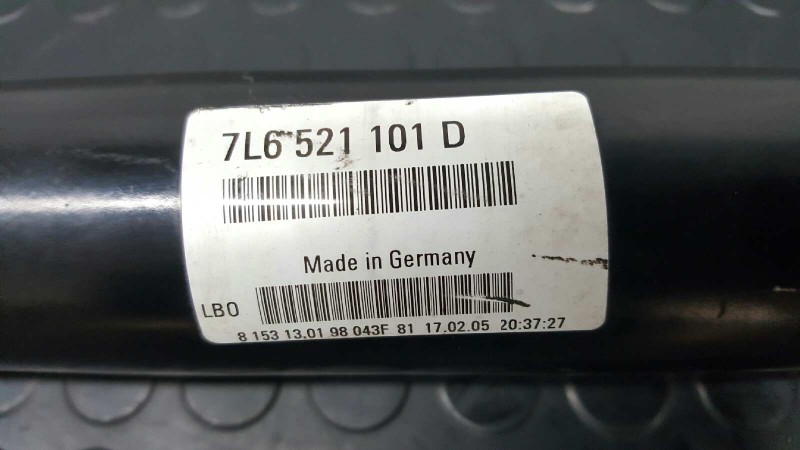 7L6 521 101 D
Made in Germany
LBO
8 153 13.01 98 043F 81 17.02.05 20:37:27